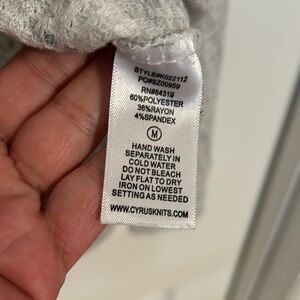 STYLE#K022112
PO#SZ00959
RN#84319
60%POLYESTER
36%RAYON
4%SPANDEX
M
HAND WASH
SEPARATELY IN
COLD WATER
DO NOT BLEACH
LAY FLAT TO DRY
IRON ON LOWEST
SETTING AS NEEDED
WWW.CYRUSKNITS.COM